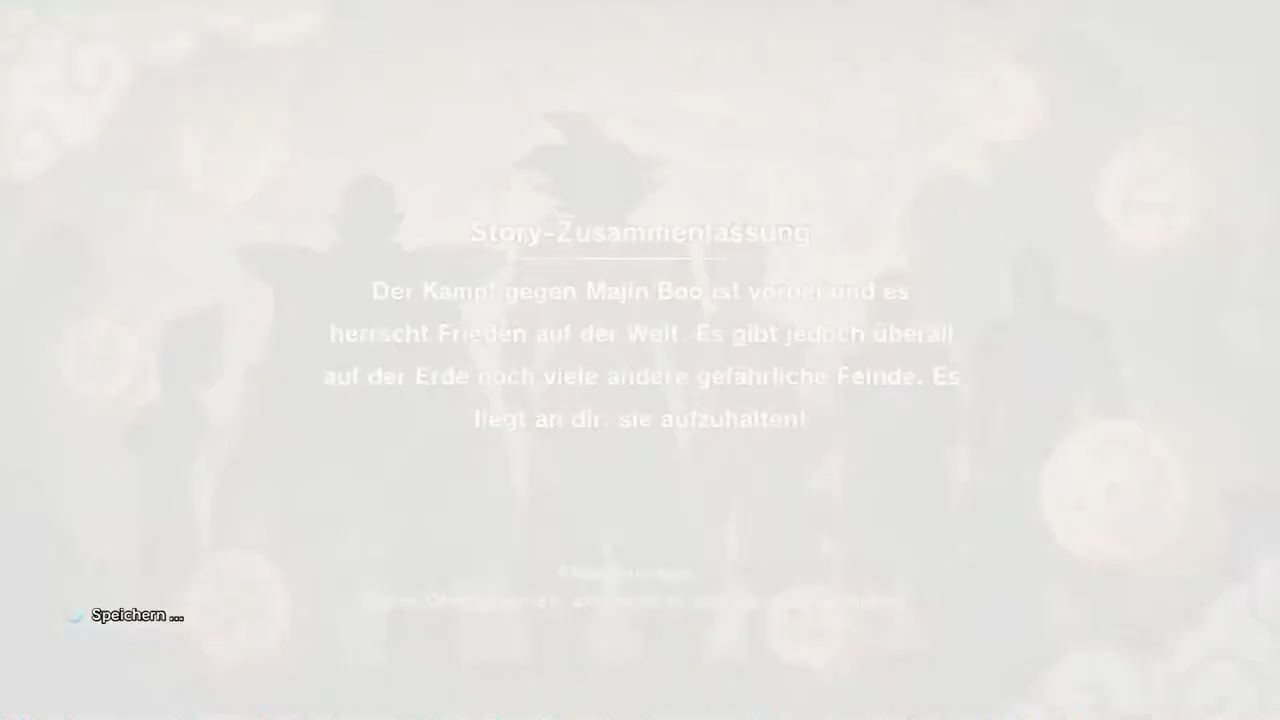 Story-Zusammenfassung
Der Kampf gegen Majin Boo ist vorbei und es
herrscht Frieden auf der Welt. Es gibt jedoch überall
auf der Erde noch viele andere gefährliche Feinde. Es
liegt an dir, sie aufzuhalten!
Speichern ...